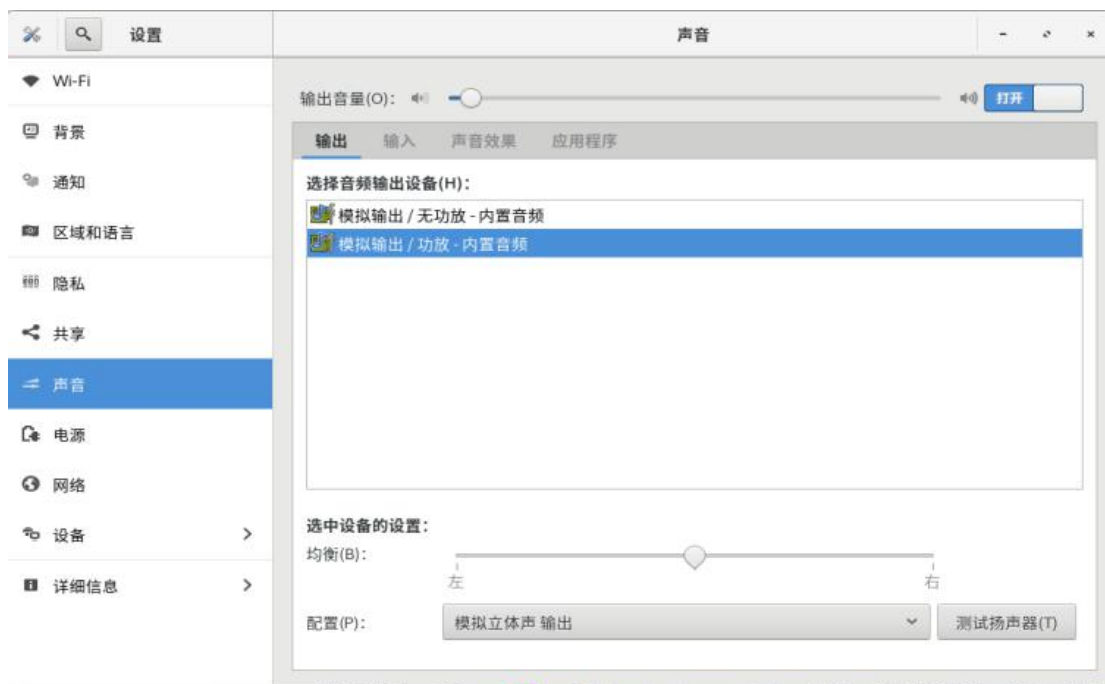 设置
声音
Wi-Fi
背景
通知
区域和语言
隐私
共享
声音
电源
网络
设备
详细信息
输出音量(O)：
打开
输出 输入 声音效果 应用程序
选择音频输出设备(H)：
模拟输出 / 无功放 - 内置音频
模拟输出 / 功放 - 内置音频
选中设备的设置：
均衡(B)：
左 右
配置(P)： 模拟立体声 输出 测试扬声器(T)